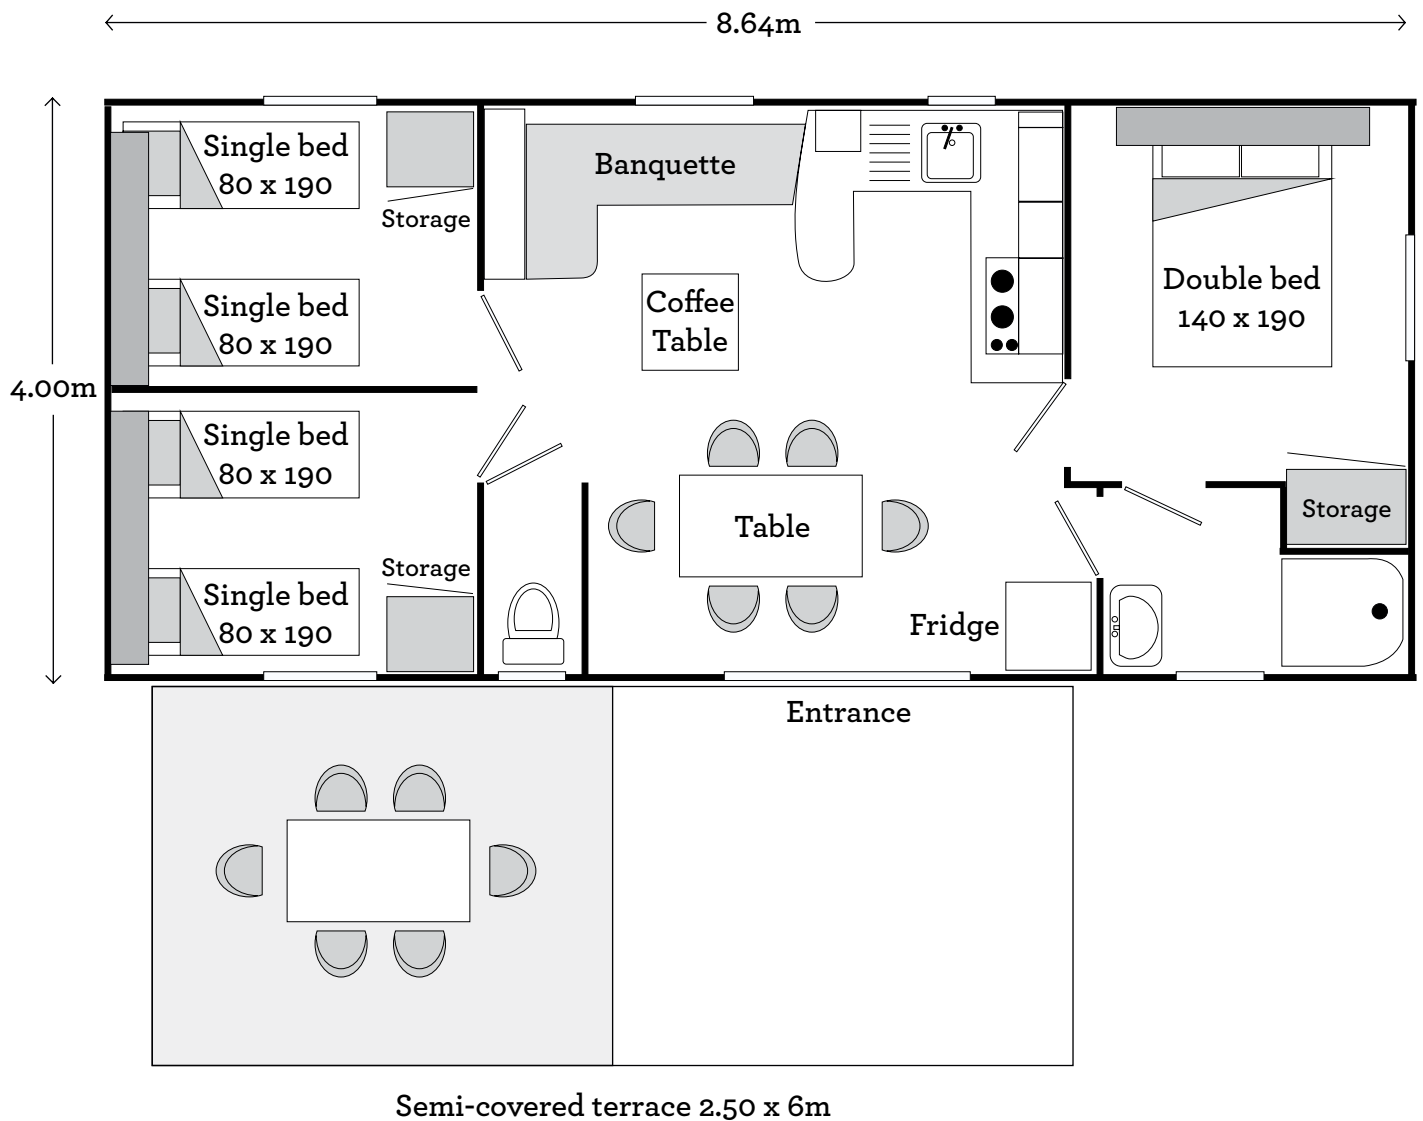 8.64m
4.00m
Single bed
80 x 190
Storage
Single bed
80 x 190
Single bed
80 x 190
Storage
Single bed
80 x 190
Banquette
Coffee
Table
Table
Fridge
Double bed
140 x 190
Storage
Entrance
Semi-covered terrace 2.50 x 6m